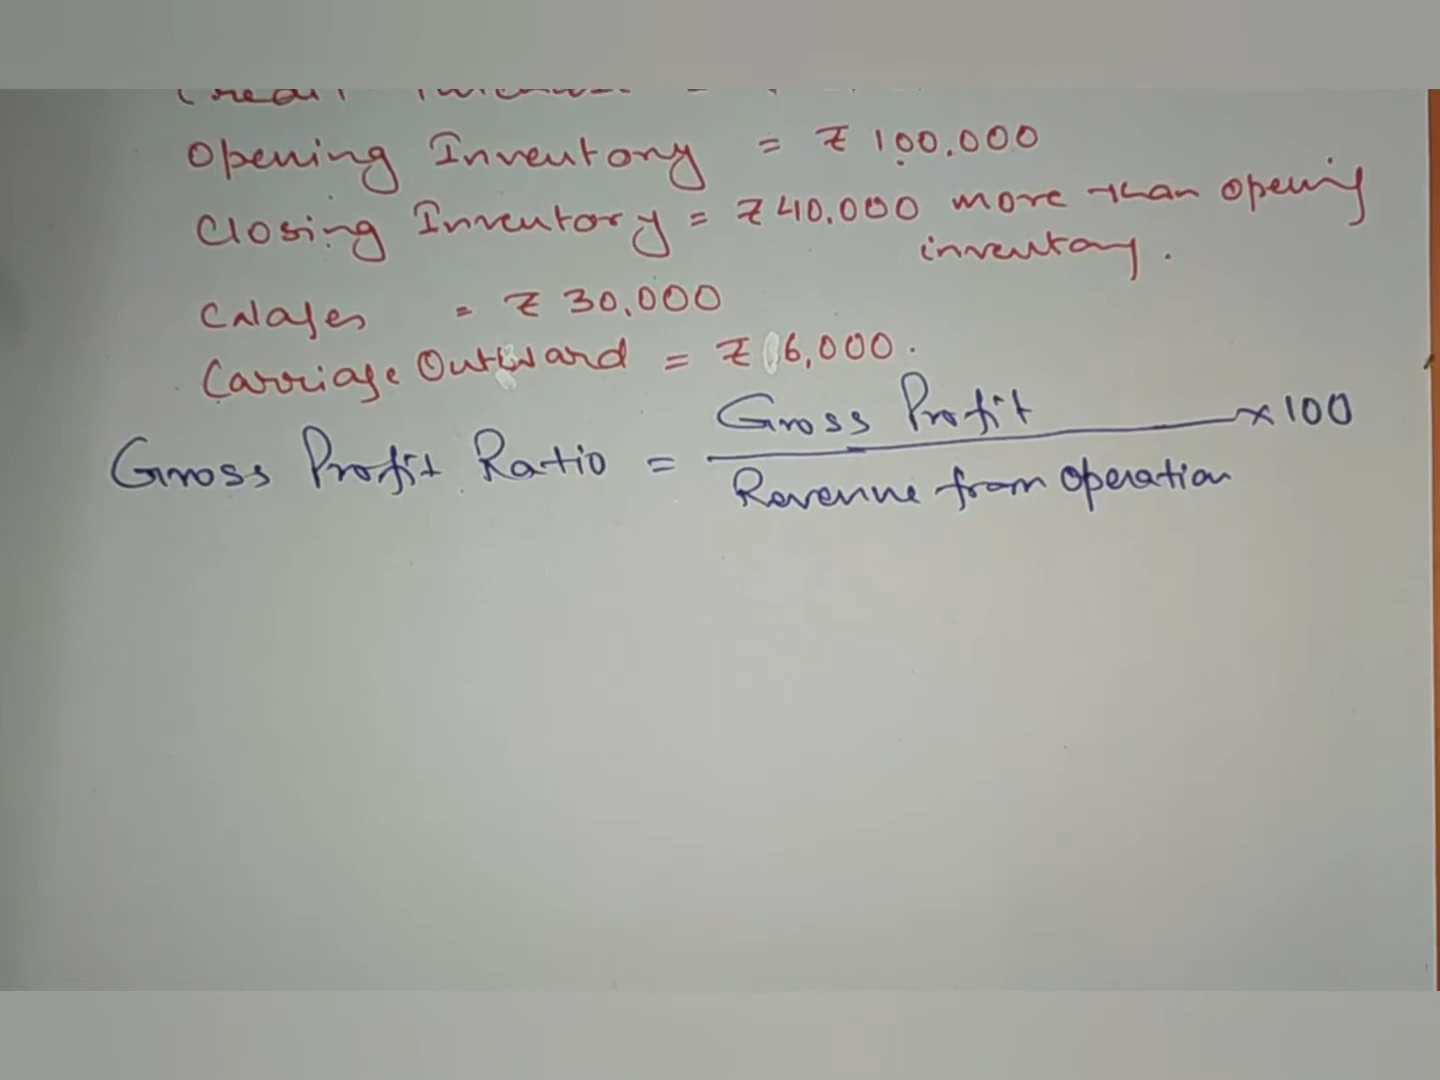 Opening Inventory = ₹ 100.000
Closing Inventory = ₹ 40.000 more than opening
inventory.
= ₹ 30,000
Carriage Outward = ₹ 6,000.
Gross Profit Ratio = Gross Profit × 100
Revenue from operation